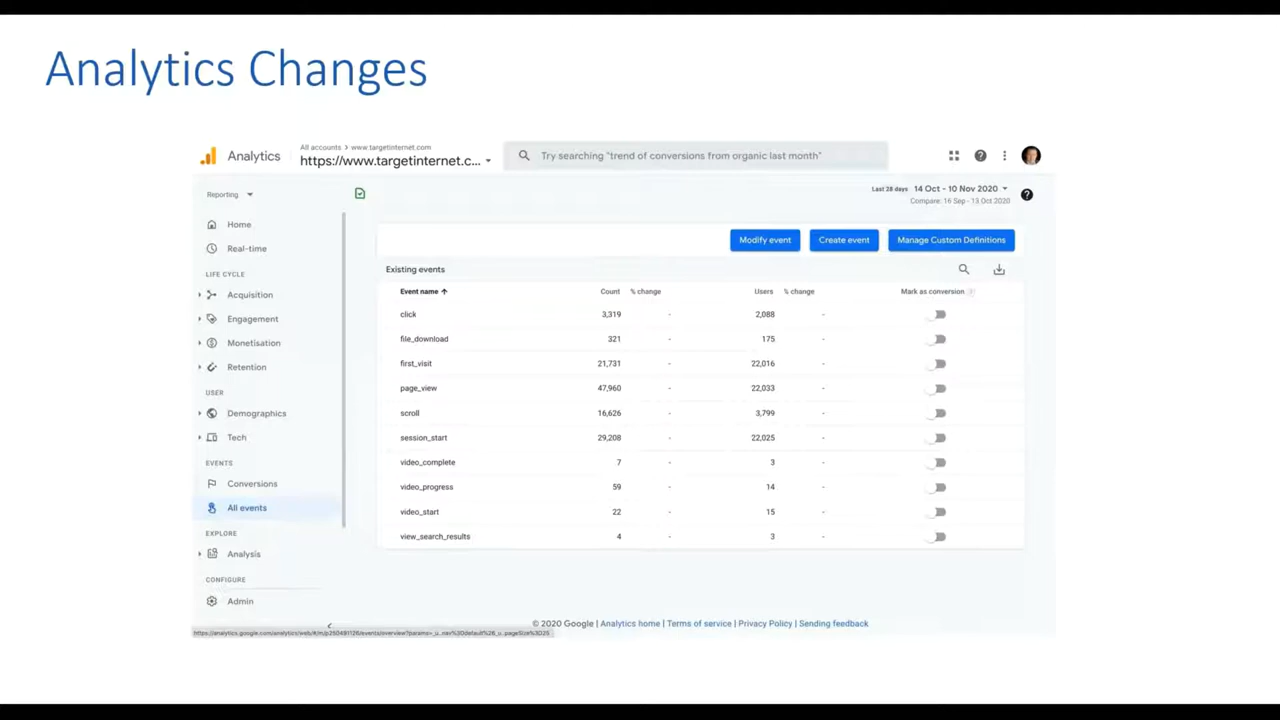 Analytics Changes
All accounts > www.targetinternet.com
Analytics
https://www.targetinternet.c...
Try searching "trend of conversions from organic last month"
Reporting
Last 28 days 14 Oct - 10 Nov 2020
Compare: 16 Sep - 13 Oct 2020
Home
Real-time
LIFE CYCLE
Acquisition
Engagement
Monetisation
Retention
USER
Demographics
Tech
EVENTS
Conversions
All events
EXPLORE
Analysis
CONFIGURE
Admin
Modify event Create event Manage Custom Definitions
Existing events
Event name Count % change Users % change Mark as conversion
click 3,319 - 2,088 -
file_download 321 - 175 -
first_visit 21,731 - 22,016 -
page_view 47,960 - 22,033 -
scroll 16,626 - 3,799 -
session_start 29,208 - 22,025 -
video_complete 7 - 3 -
video_progress 59 - 14 -
video_start 22 - 15 -
view_search_results 4 - 3 -
© 2020 Google | Analytics home | Terms of service | Privacy Policy | Sending feedback